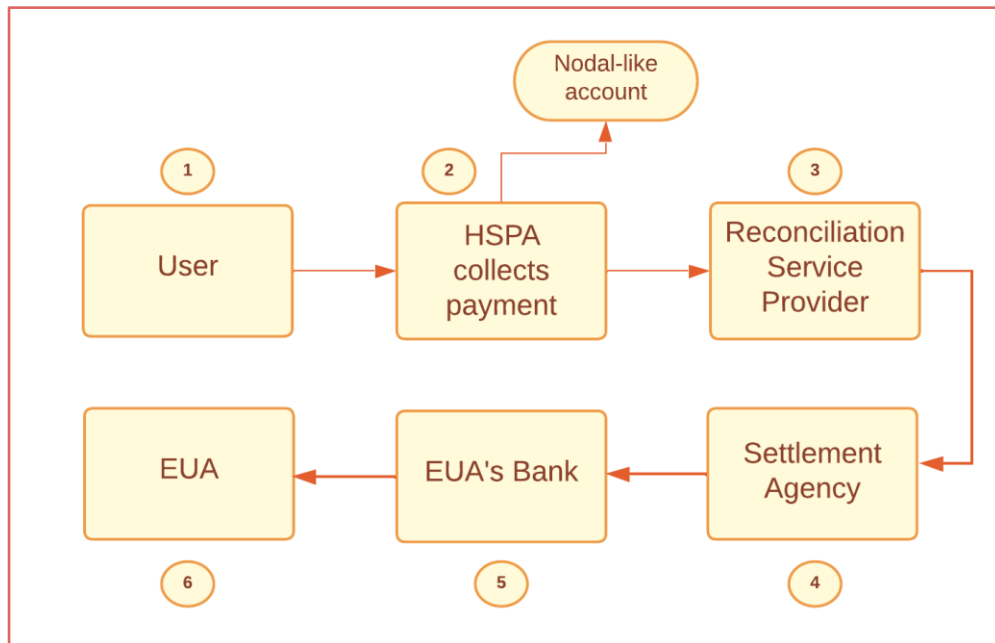 Nodal-like
account
1
2
3
User
HSPA
collects
payment
Reconciliation
Service
Provider
EUA
EUA's Bank
Settlement
Agency
6
5
4